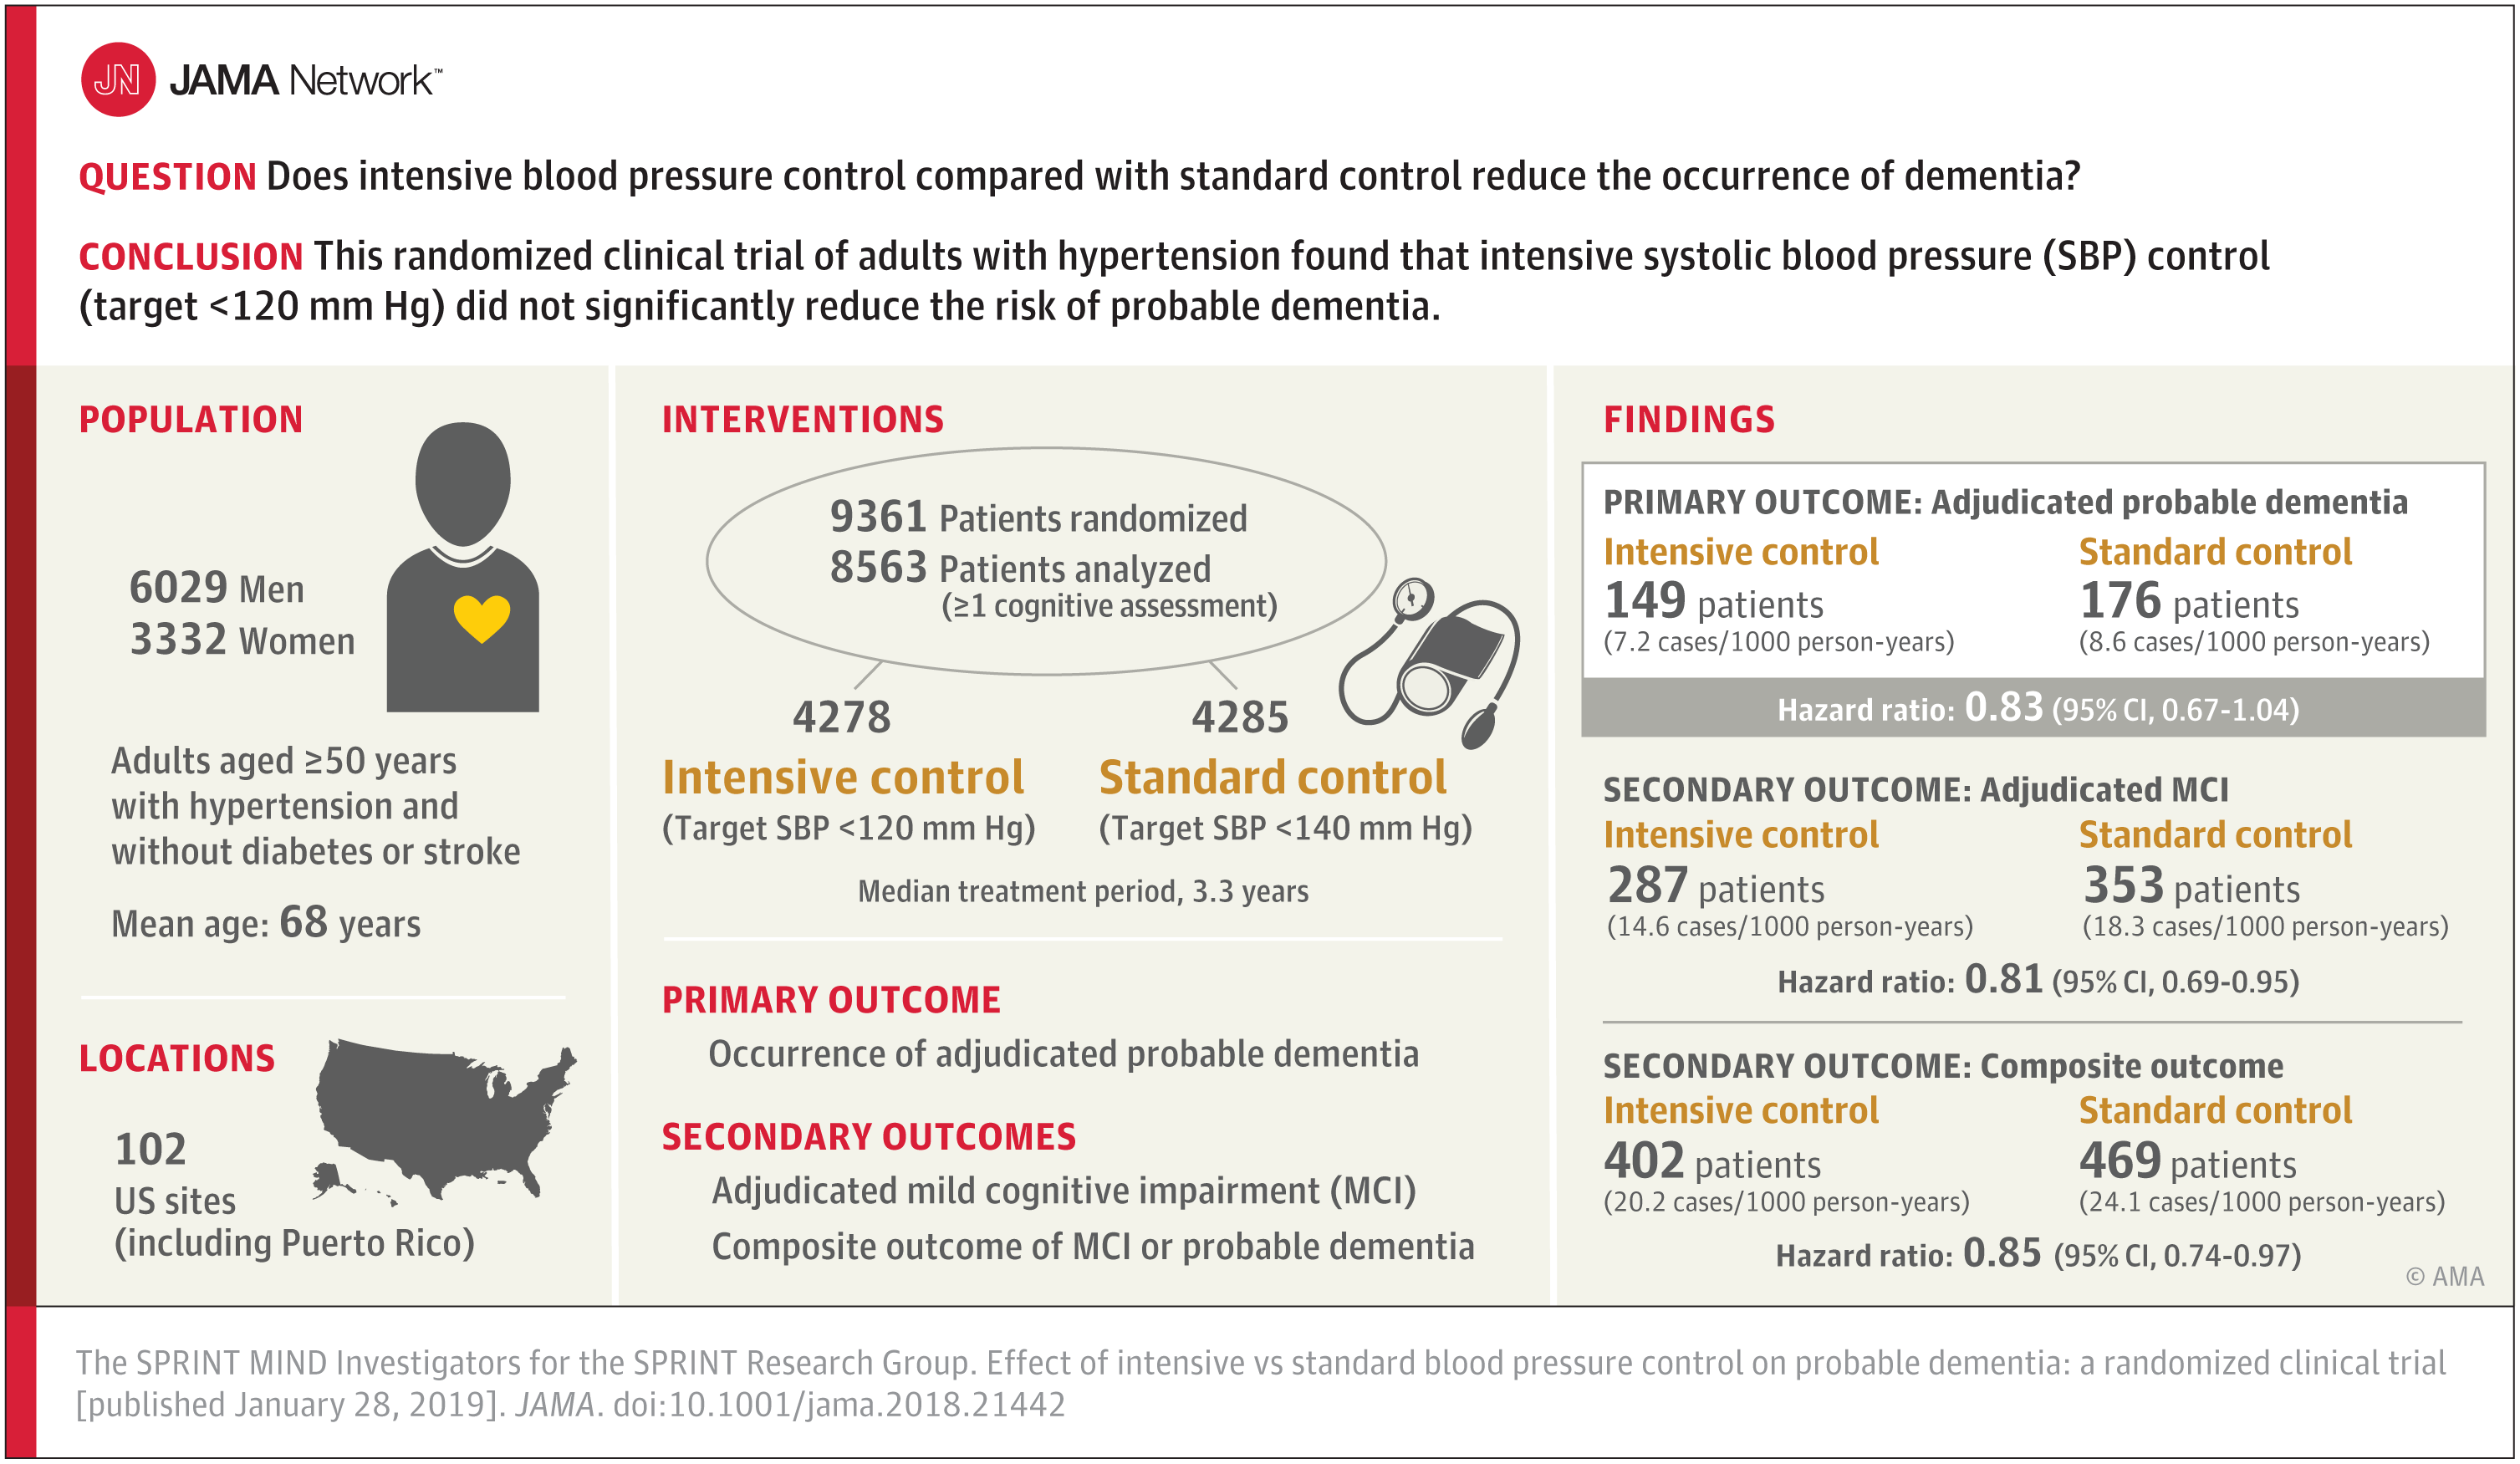 JN JAMA Network™
QUESTION Does intensive blood pressure control compared with standard control reduce the occurrence of dementia?
CONCLUSION This randomized clinical trial of adults with hypertension found that intensive systolic blood pressure (SBP) control
(target <120 mm Hg) did not significantly reduce the risk of probable dementia.
POPULATION
6029 Men
3332 Women
Adults aged ≥50 years
with hypertension and
without diabetes or stroke
Mean age: 68 years
LOCATIONS
102
US sites
(including Puerto Rico)
INTERVENTIONS
9361 Patients randomized
8563 Patients analyzed
(≥1 cognitive assessment)
4278 4285
Intensive control Standard control
(Target SBP <120 mm Hg) (Target SBP <140 mm Hg)
Median treatment period, 3.3 years
PRIMARY OUTCOME
Occurrence of adjudicated probable dementia
SECONDARY OUTCOMES
Adjudicated mild cognitive impairment (MCI)
Composite outcome of MCI or probable dementia
FINDINGS
PRIMARY OUTCOME: Adjudicated probable dementia
Intensive control Standard control
149 patients 176 patients
(7.2 cases/1000 person-years) (8.6 cases/1000 person-years)
Hazard ratio: 0.83 (95% CI, 0.67-1.04)
SECONDARY OUTCOME: Adjudicated MCI
Intensive control Standard control
287 patients 353 patients
(14.6 cases/1000 person-years) (18.3 cases/1000 person-years)
Hazard ratio: 0.81 (95% CI, 0.69-0.95)
SECONDARY OUTCOME: Composite outcome
Intensive control Standard control
402 patients 469 patients
(20.2 cases/1000 person-years) (24.1 cases/1000 person-years)
Hazard ratio: 0.85 (95% CI, 0.74-0.97)
© AMA
The SPRINT MIND Investigators for the SPRINT Research Group. Effect of intensive vs standard blood pressure control on probable dementia: a randomized clinical trial
[published January 28, 2019]. JAMA. doi:10.1001/jama.2018.21442